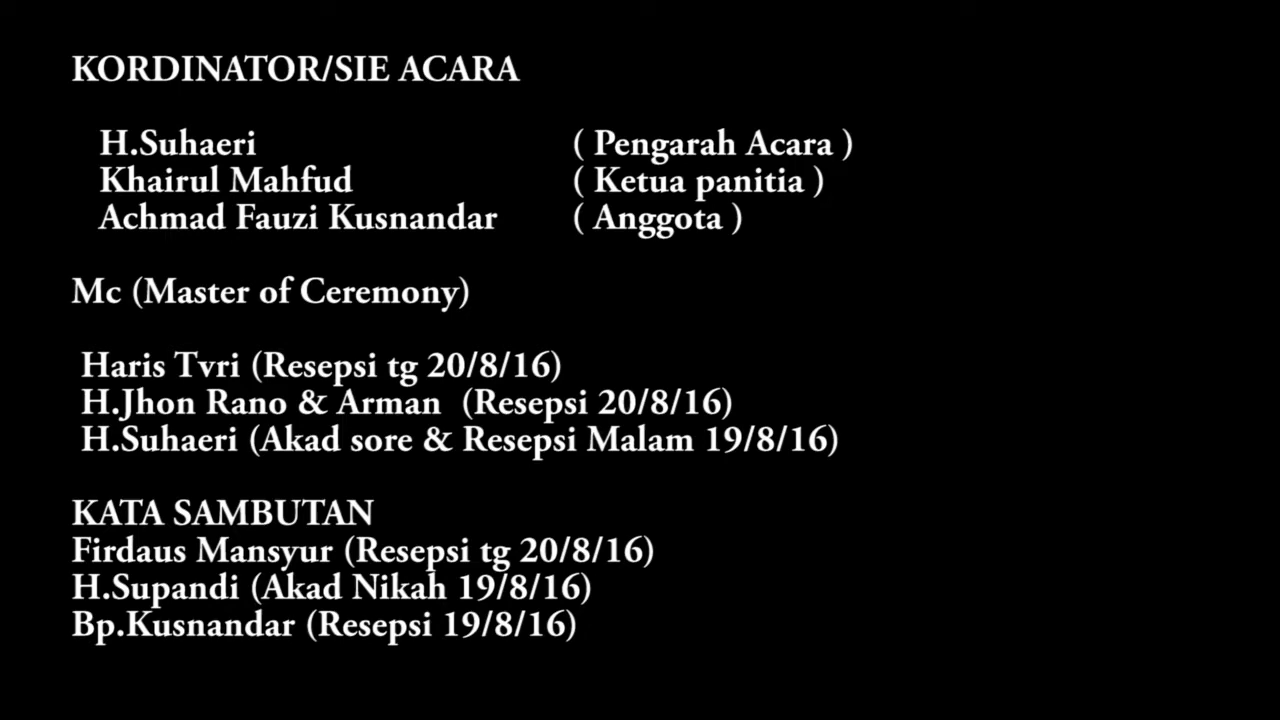 KORDINATOR/SIE ACARA
H.Suhaeri ( Pengarah Acara )
Khairul Mahfud ( Ketua panitia )
Achmad Fauzi Kusnandar ( Anggota )
Mc (Master of Ceremony)
Haris Tvri (Resepsi tg 20/8/16)
H.Jhon Rano & Arman (Resepsi 20/8/16)
H.Suhaeri (Akad sore & Resepsi Malam 19/8/16)
KATA SAMBUTAN
Firdaus Mansyur (Resepsi tg 20/8/16)
H.Supandi (Akad Nikah 19/8/16)
Bp.Kusnandar (Resepsi 19/8/16)